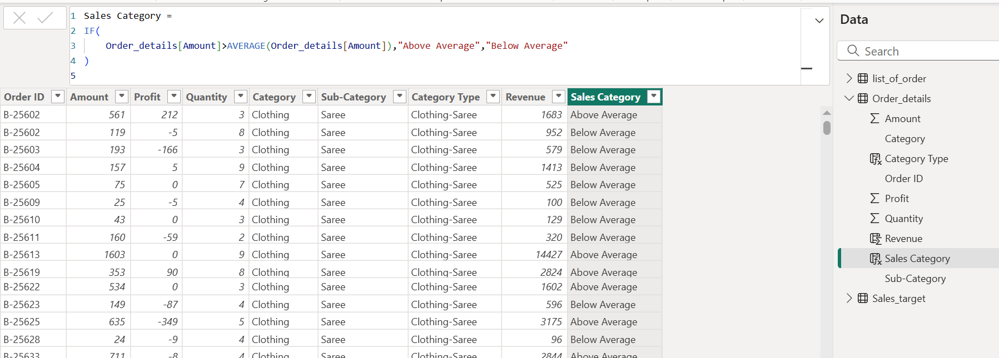 1 Sales Category =
2 IF(
3 Order_details[Amount]>AVERAGE(Order_details[Amount]),"Above Average","Below Average"
4 )
5
Data
Search
list_of_order
Order_details
Amount
Category
Category Type
Order ID
Profit
Quantity
Revenue
Sales Category
Sub-Category
Sales_target
Order ID Amount Profit Quantity Category Sub-Category Category Type Revenue Sales Category
B-25602 561 212 3 Clothing Saree Clothing-Saree 1683 Above Average
B-25602 119 -5 8 Clothing Saree Clothing-Saree 952 Below Average
B-25603 193 -166 3 Clothing Saree Clothing-Saree 579 Below Average
B-25604 157 5 9 Clothing Saree Clothing-Saree 1413 Below Average
B-25605 75 0 7 Clothing Saree Clothing-Saree 525 Below Average
B-25609 25 -5 4 Clothing Saree Clothing-Saree 100 Below Average
B-25610 43 0 3 Clothing Saree Clothing-Saree 129 Below Average
B-25611 160 -59 2 Clothing Saree Clothing-Saree 320 Below Average
B-25613 1603 0 9 Clothing Saree Clothing-Saree 14427 Above Average
B-25619 353 90 8 Clothing Saree Clothing-Saree 2824 Above Average
B-25622 534 0 3 Clothing Saree Clothing-Saree 1602 Above Average
B-25623 149 -87 4 Clothing Saree Clothing-Saree 596 Below Average
B-25625 635 -349 5 Clothing Saree Clothing-Saree 3175 Above Average
B-25628 24 -9 4 Clothing Saree Clothing-Saree 96 Below Average
B-25633 711 -8 4 Clothing Saree Clothing-Saree 2844 Above Average